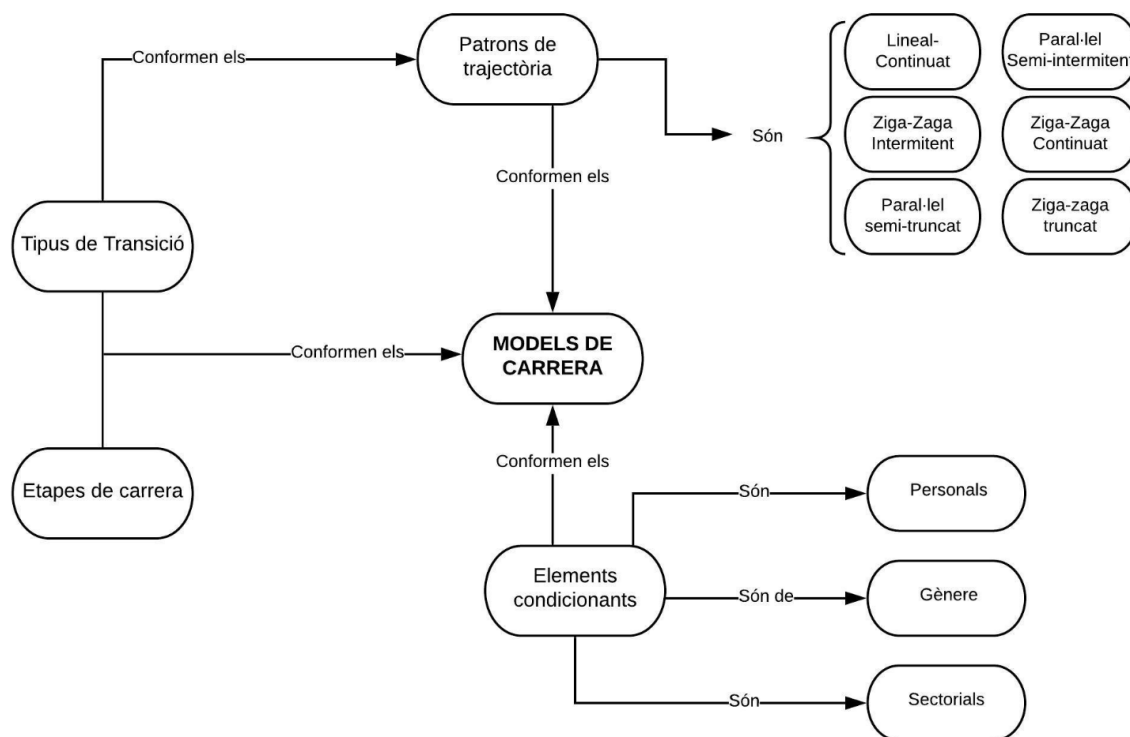 Conformen els
Patrons de
trajectòria
Lineal-
Continuat
Paral·lel
Semi-intermitent
Són
Ziga-Zaga
Intermitent
Ziga-Zaga
Continuat
Conformen els
Paral·lel
semi-truncat
Ziga-zaga
truncat
Tipus de Transició
Conformen els
MODELS DE
CARRERA
Conformen els
Etapes de carrera
Són
Personals
Elements
condicionants
Són de
Gènere
Són
Sectorials